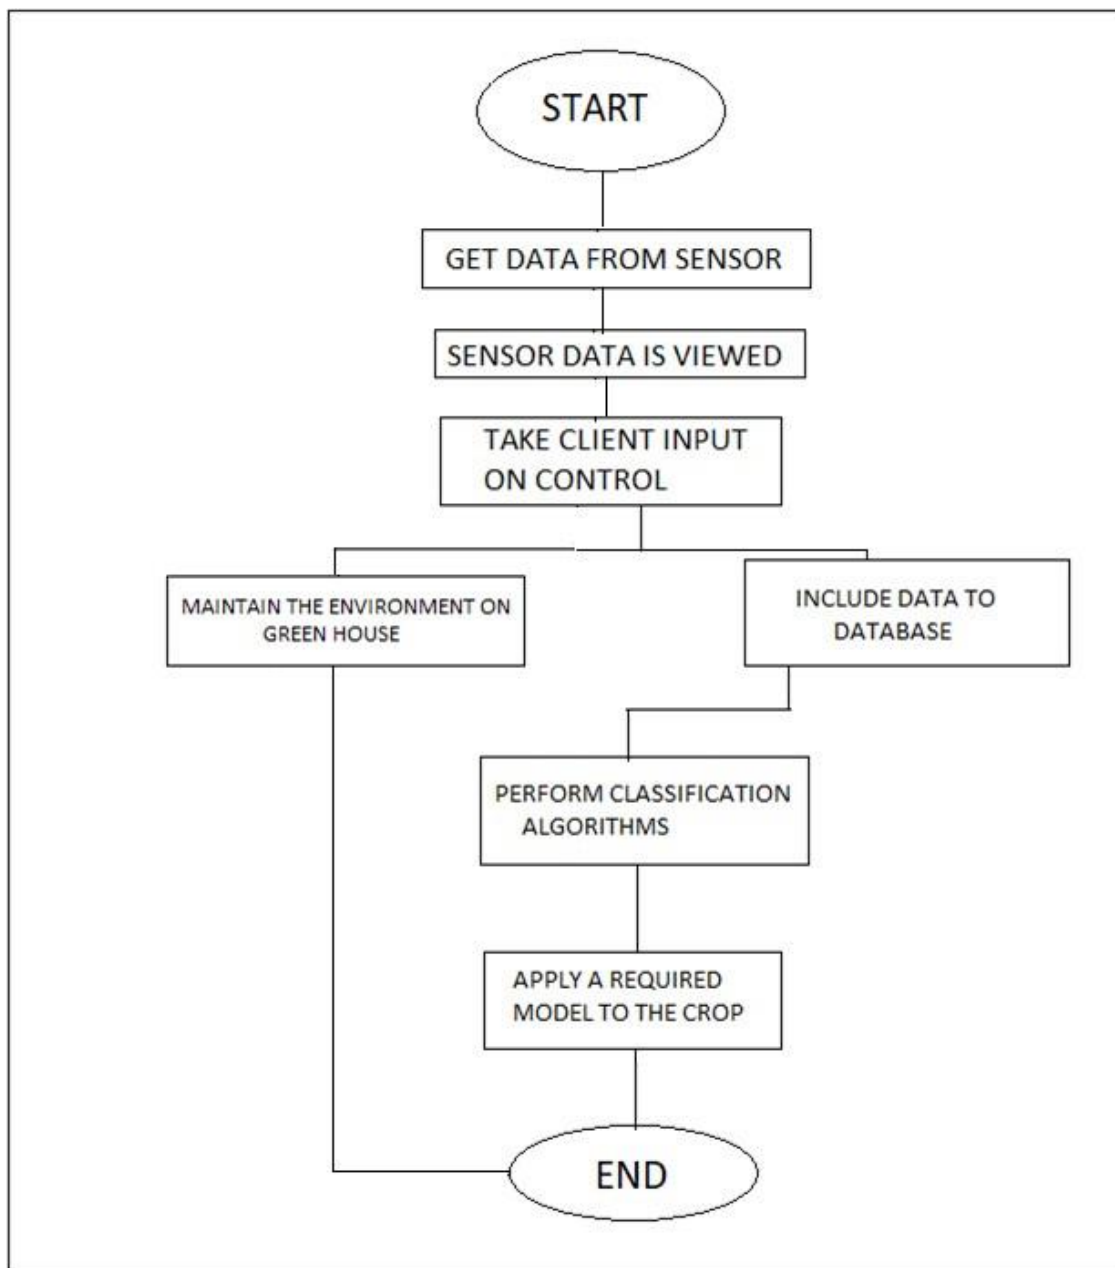 START
GET DATA FROM SENSOR
SENSOR DATA IS VIEWED
TAKE CLIENT INPUT
ON CONTROL
MAINTAIN THE ENVIRONMENT ON
GREEN HOUSE
INCLUDE DATA TO
DATABASE
PERFORM CLASSIFICATION
ALGORITHMS
APPLY A REQUIRED
MODEL TO THE CROP
END